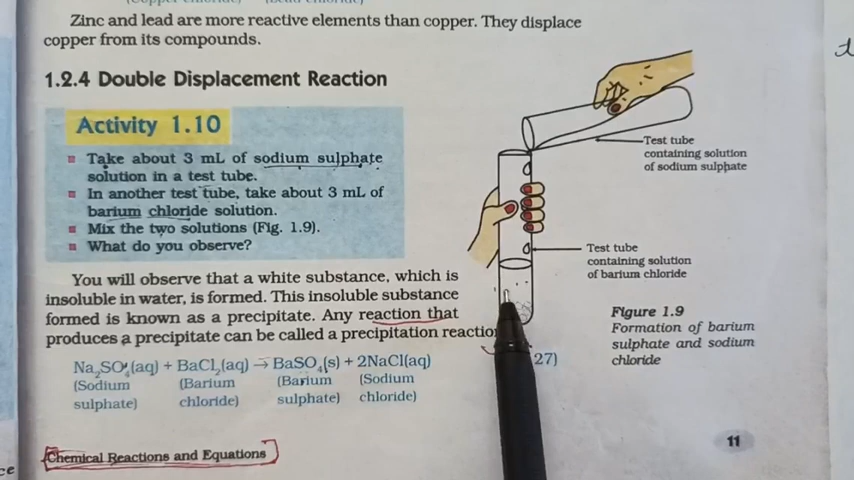 Zinc and lead are more reactive elements than copper. They displace
copper from its compounds.
1.2.4 Double Displacement Reaction
Activity 1.10
Take about 3 mL of sodium sulphate
solution in a test tube.
In another test tube, take about 3 mL of
barium chloride solution.
Mix the two solutions (Fig. 1.9).
What do you observe?
You will observe that a white substance, which is
insoluble in water, is formed. This insoluble substance
formed is known as a precipitate. Any reaction that
produces a precipitate can be called a precipitation
Na₂SO₄(aq) + BaCl₂(aq) → BaSO₄(s) + 2NaCl(aq) 27)
(Sodium (Barium (Barium (Sodium
sulphate) chloride) sulphate) chloride)
Test tube
containing solution
of sodium sulphate
Test tube
containing solution
of barium chloride
Figure 1.9
Formation of barium
sulphate and sodium
chloride
11
Chemical Reactions and Equations
ce